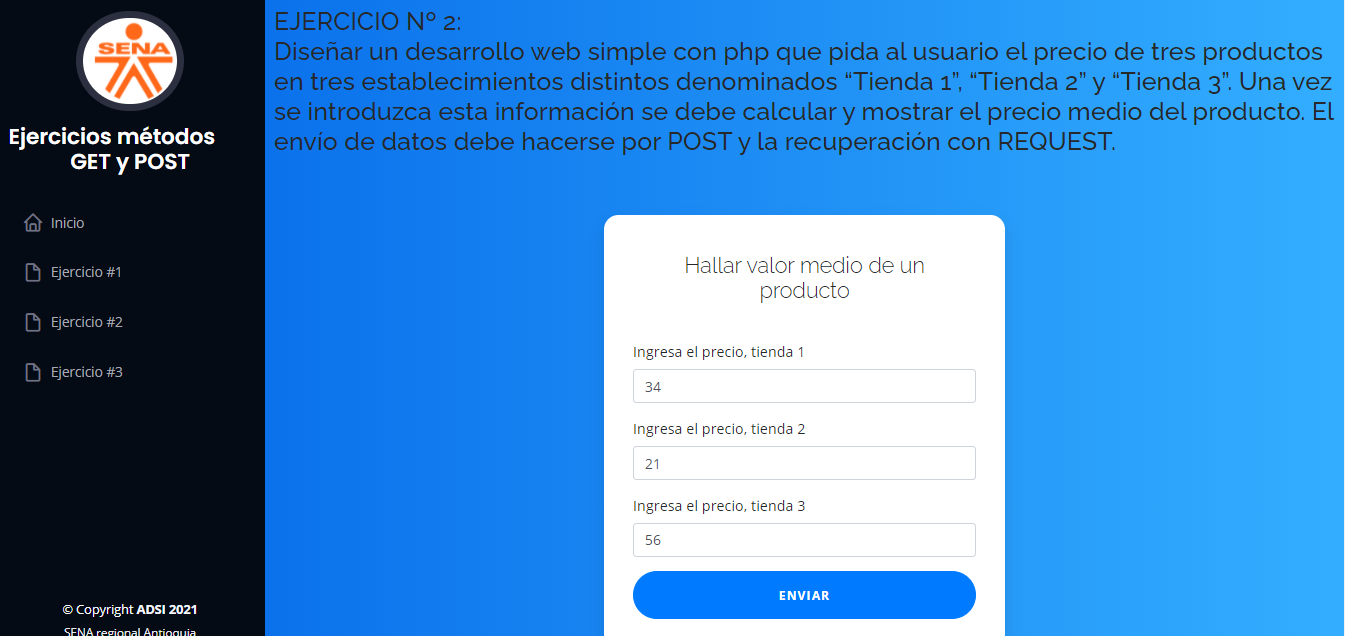 SENA
Ejercicios métodos
GET y POST
Inicio
Ejercicio #1
Ejercicio #2
Ejercicio #3
© Copyright ADSI 2021
SENA regional Antioquia
EJERCICIO Nº 2:
Diseñar un desarrollo web simple con php que pida al usuario el precio de tres productos
en tres establecimientos distintos denominados “Tienda 1”, “Tienda 2” y “Tienda 3”. Una vez
se introduzca esta información se debe calcular y mostrar el precio medio del producto. El
envío de datos debe hacerse por POST y la recuperación con REQUEST.
Hallar valor medio de un
producto
Ingresa el precio, tienda 1
34
Ingresa el precio, tienda 2
21
Ingresa el precio, tienda 3
56
ENVIAR